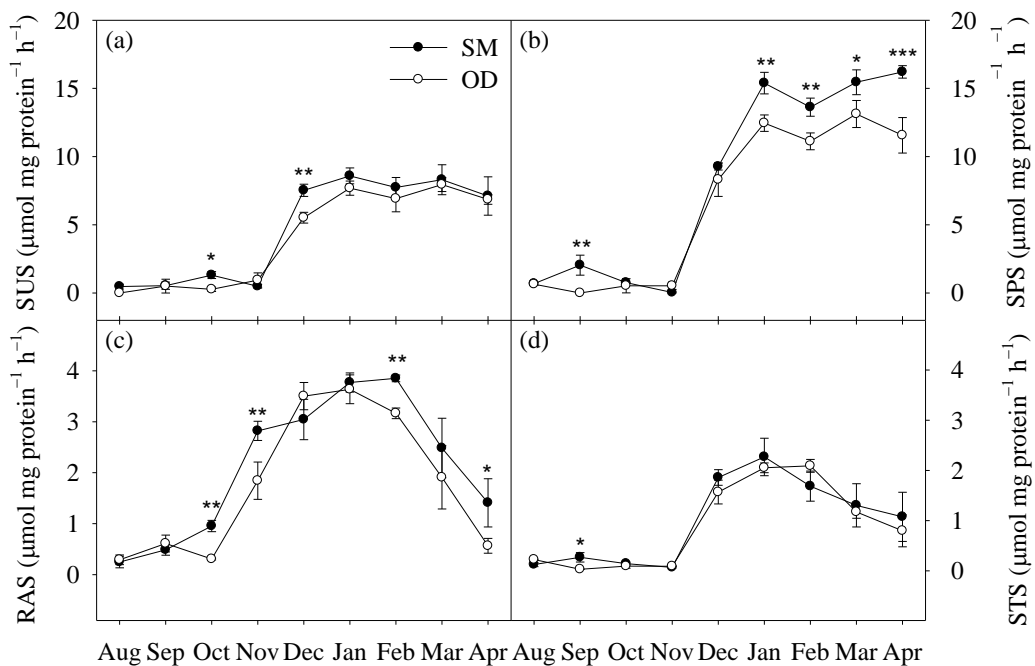 20
15
10
5
0
SUS (μmol mg protein⁻¹ h⁻¹)
(a)
SM
OD
*
**
(b)
**
**
**
*
***
20
15
10
5
0
SPS (μmol mg protein⁻¹ h⁻¹)
4
3
2
1
0
RAS (μmol mg protein⁻¹ h⁻¹)
(c)
**
**
**
*
(d)
*
4
3
2
1
0
STS (μmol mg protein⁻¹ h⁻¹)
Aug Sep Oct Nov Dec Jan Feb Mar Apr Aug Sep Oct Nov Dec Jan Feb Mar Apr